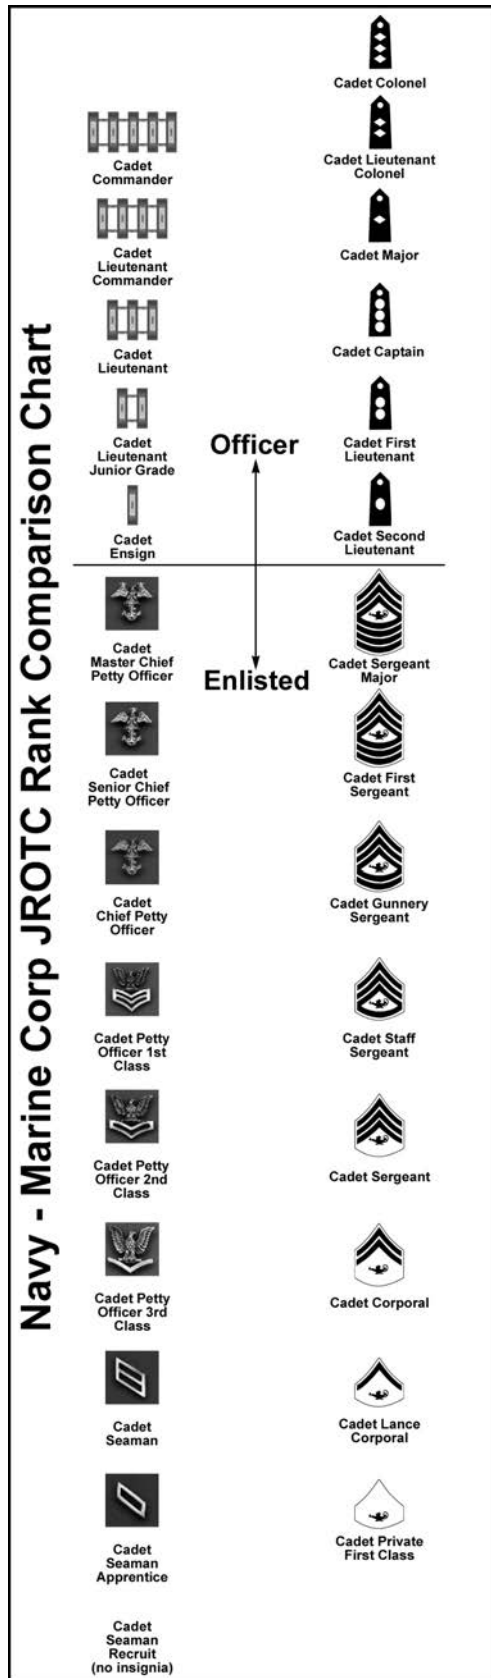 Navy - Marine Corp JROTC Rank Comparison Chart
Cadet Colonel
Cadet
Commander
Cadet Lieutenant
Colonel
Cadet
Lieutenant
Commander
Cadet Major
Cadet
Lieutenant
Cadet Captain
Cadet
Lieutenant
Junior Grade
Officer
Cadet First
Lieutenant
Cadet
Ensign
Cadet Second
Lieutenant
Cadet
Master Chief
Petty Officer
Enlisted
Cadet Sergeant
Major
Cadet
Senior Chief
Petty Officer
Cadet First
Sergeant
Cadet
Chief Petty
Officer
Cadet Gunnery
Sergeant
Cadet Petty
Officer 1st
Class
Cadet Staff
Sergeant
Cadet Petty
Officer 2nd
Class
Cadet Sergeant
Cadet Petty
Officer 3rd
Class
Cadet Corporal
Cadet
Seaman
Cadet Lance
Corporal
Cadet
Seaman
Apprentice
Cadet Private
First Class
Cadet
Seaman
Recruit
(no insignia)